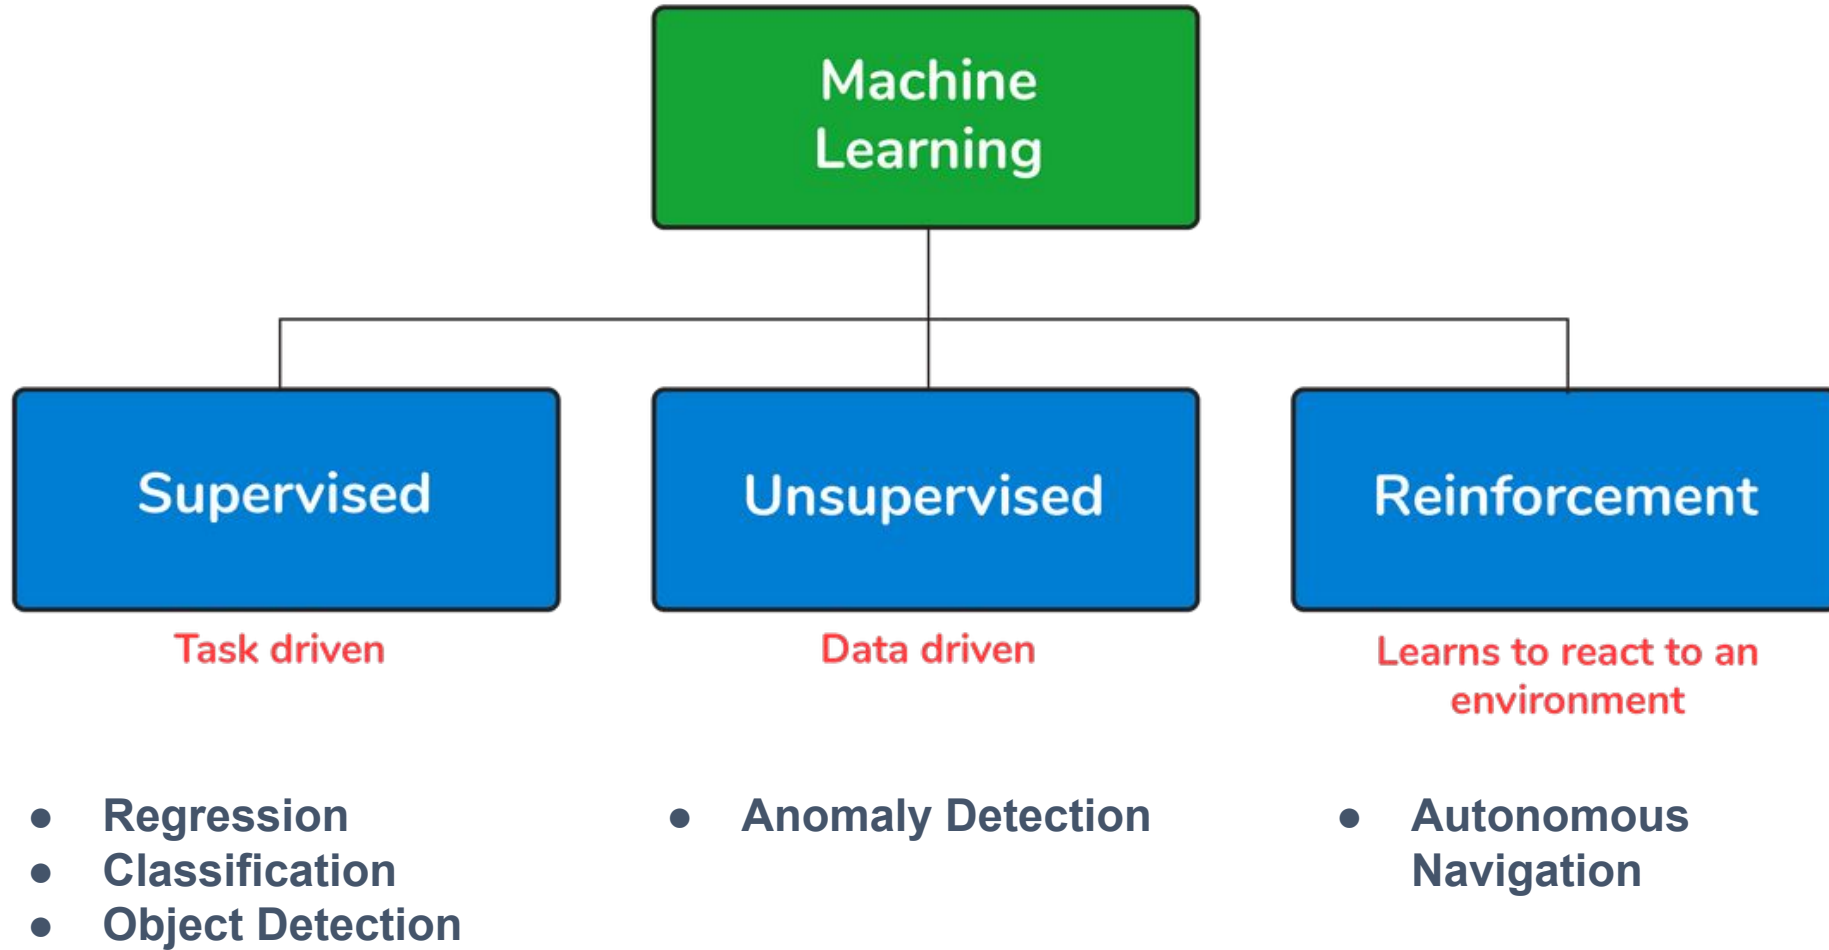 Machine
Learning
Supervised
Unsupervised
Reinforcement
Task driven
Data driven
Learns to react to an
environment
● Regression
● Classification
● Object Detection
● Anomaly Detection
● Autonomous
Navigation